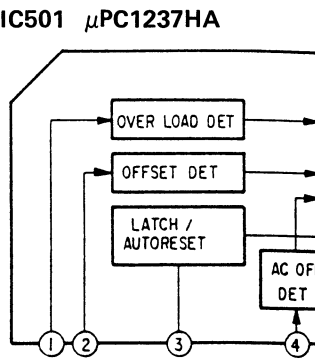 IC501 μPC1237HA
OVER LOAD DET
OFFSET DET
LATCH /
AUTORESET
AC OF
DET
1 2 3 4